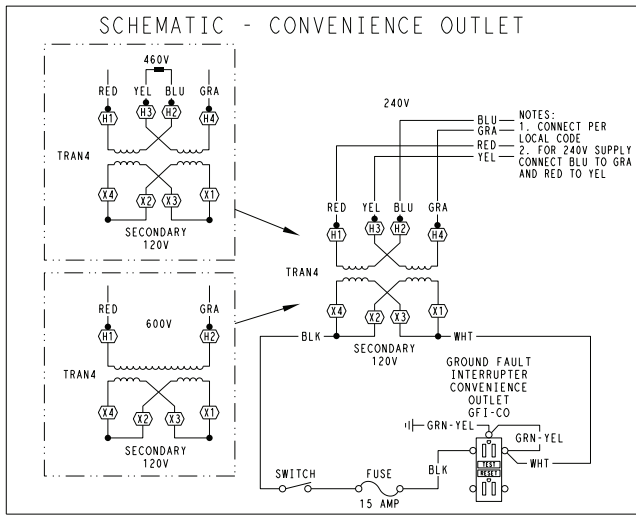 SCHEMATIC - CONVENIENCE OUTLET
460V
RED YEL BLU GRA
H1 H3 H2 H4
TRAN4
X4 X2 X3 X1
SECONDARY
120V
RED 600V GRA
H1 H2
TRAN4
X4 X2 X3 X1
SECONDARY
120V
240V
BLU
GRA
RED
YEL
NOTES:
1. CONNECT PER
LOCAL CODE
2. FOR 240V SUPPLY
CONNECT BLU TO GRA
AND RED TO YEL
RED YEL BLU GRA
H1 H3 H2 H4
TRAN4
X4 X2 X3 X1
BLK WHT
SECONDARY
120V
GROUND FAULT
INTERRUPTER
CONVENIENCE
OUTLET
GFI-CO
GRN-YEL
GRN-YEL
WHT
BLK
TEST
RESET
SWITCH FUSE
15 AMP